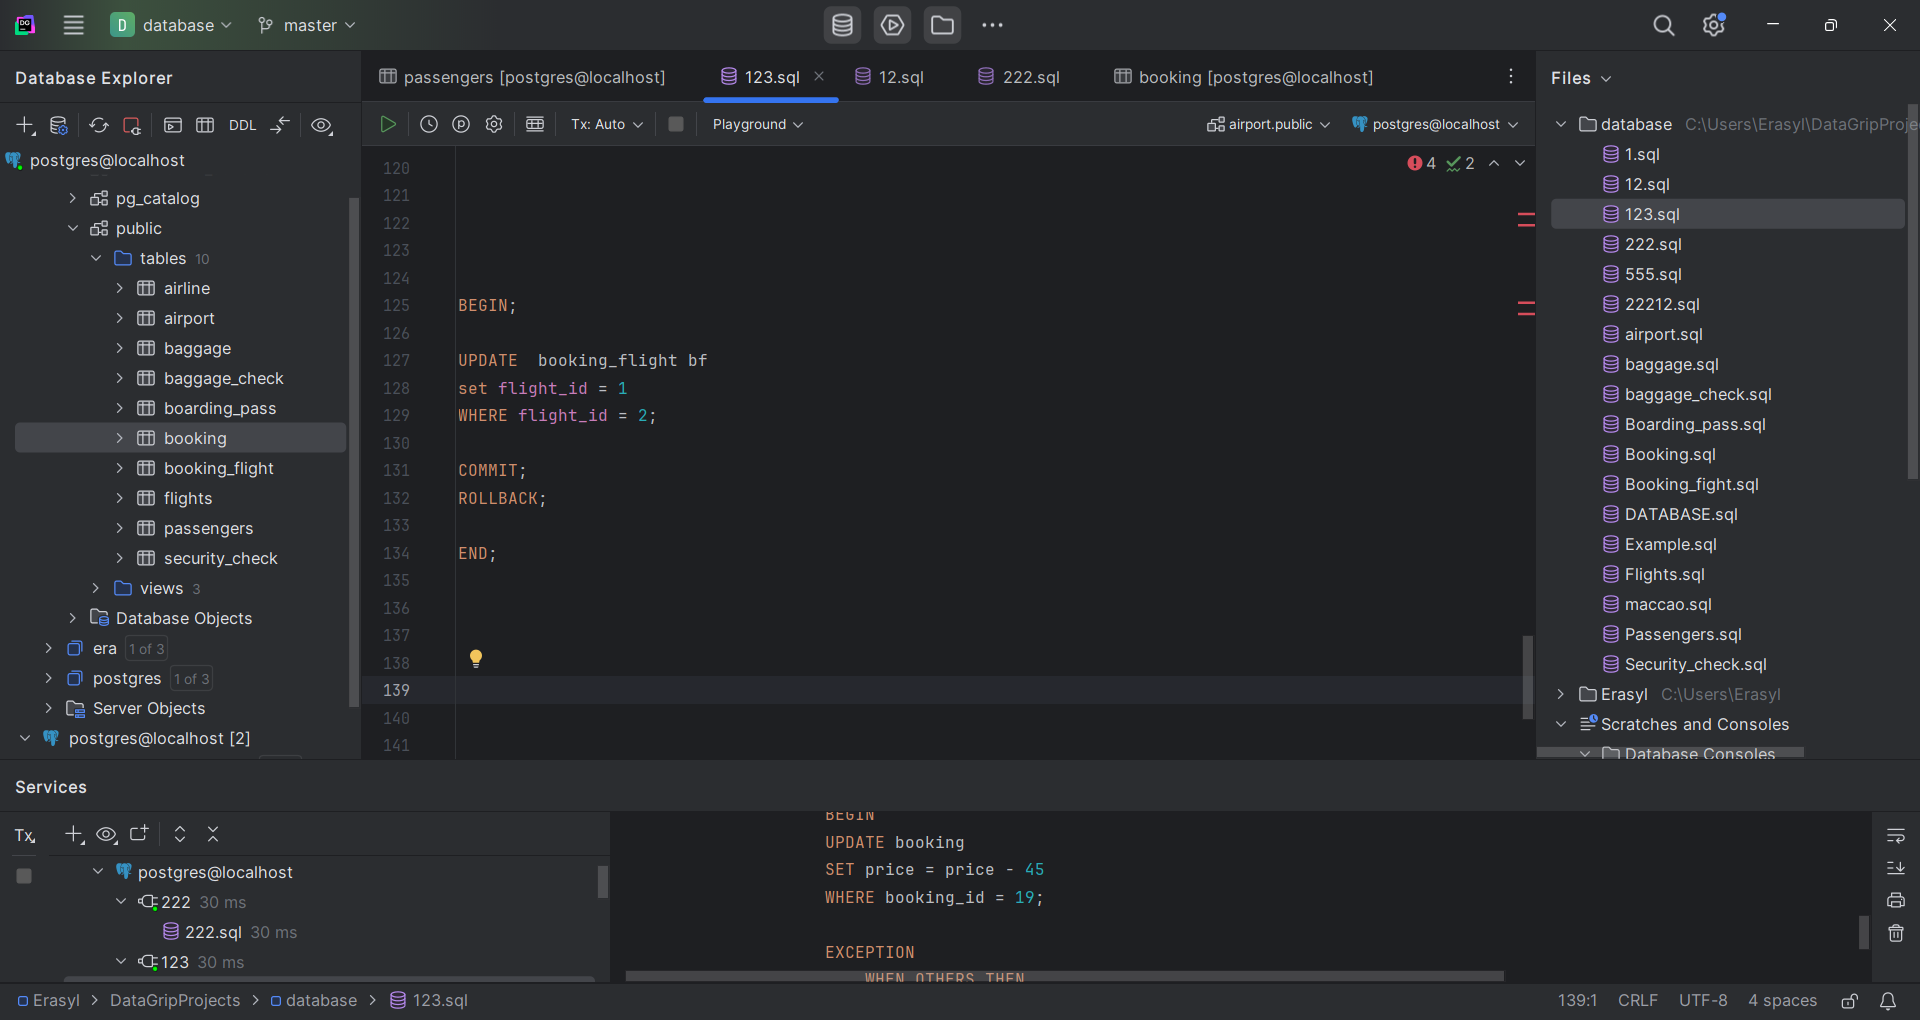 DG
D database
master
Database Explorer
passengers [postgres@localhost]
123.sql
12.sql
222.sql
booking [postgres@localhost]
Files
DDL
Tx: Auto
Playground
airport.public
postgres@localhost
postgres@localhost
pg_catalog
public
tables 10
airline
airport
baggage
baggage_check
boarding_pass
booking
booking_flight
flights
passengers
security_check
views 3
Database Objects
era 1 of 3
postgres 1 of 3
Server Objects
postgres@localhost [2]
4 2
120
121
122
123
124
125 BEGIN;
126
127 UPDATE  booking_flight bf
128 set flight_id = 1
129 WHERE flight_id = 2;
130
131 COMMIT;
132 ROLLBACK;
133
134 END;
135
136
137
138
139
140
141
database C:\Users\Erasyl\DataGripProje
1.sql
12.sql
123.sql
222.sql
555.sql
22212.sql
airport.sql
baggage.sql
baggage_check.sql
Boarding_pass.sql
Booking.sql
Booking_fight.sql
DATABASE.sql
Example.sql
Flights.sql
maccao.sql
Passengers.sql
Security_check.sql
Erasyl C:\Users\Erasyl
Scratches and Consoles
Database Consoles
Services
Tx
postgres@localhost
222 30 ms
222.sql 30 ms
123 30 ms
BEGIN
UPDATE booking
SET price = price - 45
WHERE booking_id = 19;
EXCEPTION
WHEN OTHERS THEN
Erasyl > DataGripProjects > database > 123.sql
139:1 CRLF UTF-8 4 spaces